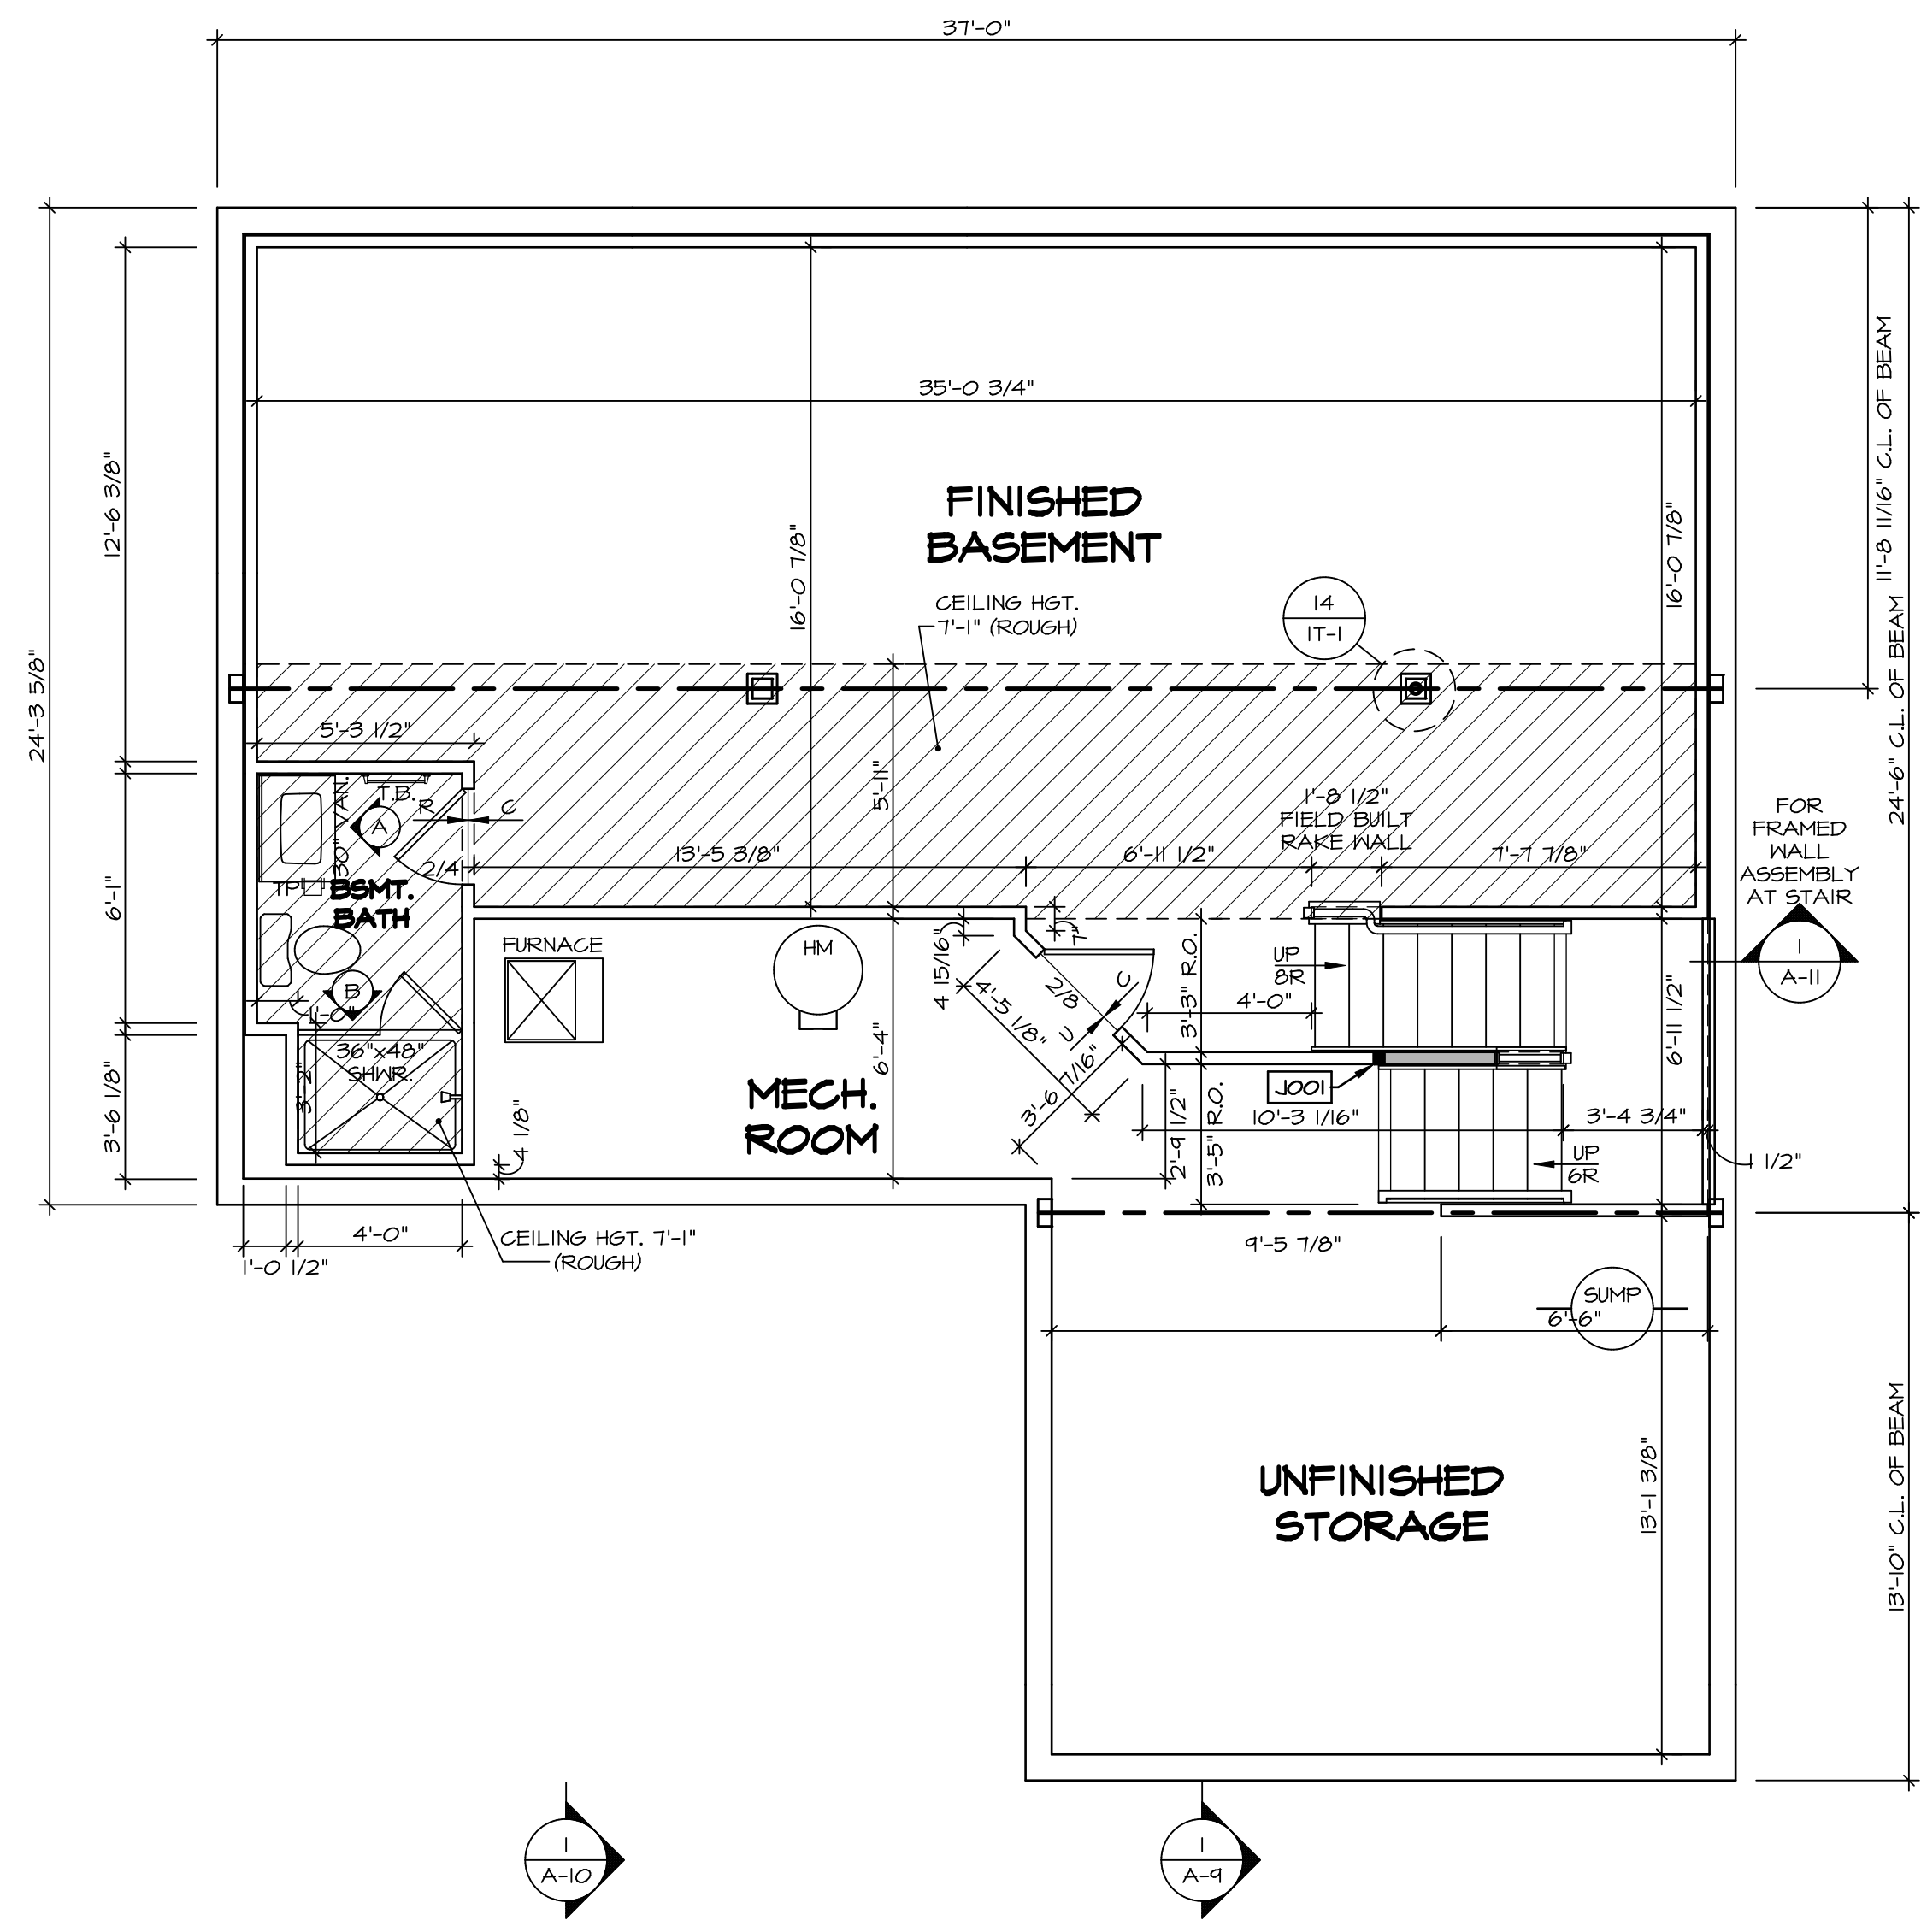 37'-0"
35'-0 3/4"
FINISHED
BASEMENT
CEILING HGT.
7'-1" (ROUGH)
14
1T-1
16'-0 7/8"
16'-0 7/8"
11'-8 11/16" C.L. OF BEAM
24'-6" C.L. OF BEAM
24'-3 5/8"
12'-6 3/8"
6'-1"
3'-6 1/8"
5'-3 1/2"
5'-11"
30" VAN.
T.B.
R
C
A
2/4
TP
BSMT.
BATH
B
1'-0"
36"x48"
SHWR.
3'-2"
13'-5 3/8"
6'-11 1/2"
1'-8 1/2"
FIELD BUILT
RAKE WALL
7'-7 7/8"
FOR
FRAMED
WALL
ASSEMBLY
AT STAIR
1
A-11
FURNACE
HM
4 15/16"
7"
4'-5 1/8"
2/8
C
U
3'-6 7/16"
3'-3" R.O.
UP
8R
4'-0"
6'-11 1/2"
6'-4"
MECH.
ROOM
J001
10'-3 1/16"
3'-4 3/4"
2'-9 1/2"
3'-5" R.O.
UP
6R
1 1/2"
4 1/8"
4'-0"
1'-0 1/2"
CEILING HGT. 7'-1"
(ROUGH)
9'-5 7/8"
SUMP
6'-6"
13'-1 3/8"
UNFINISHED
STORAGE
13'-10" C.L. OF BEAM
1
A-10
1
A-9